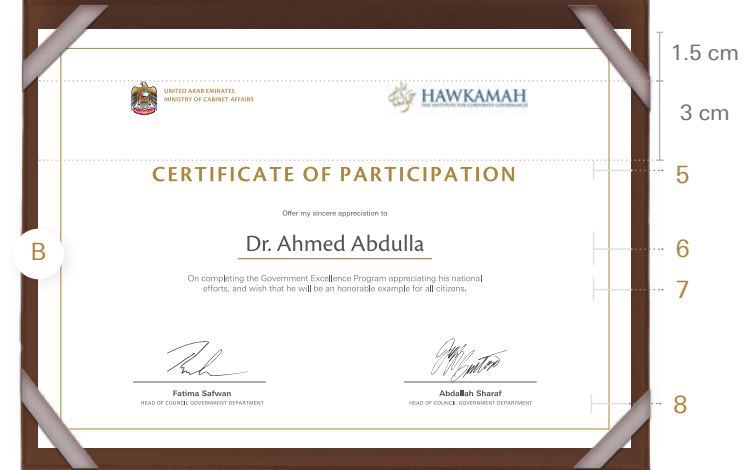 1.5 cm
UNITED ARAB EMIRATES
MINISTRY OF CABINET AFFAIRS
HAWKAMAH
THE INSTITUTE FOR CORPORATE GOVERNANCE
3 cm
CERTIFICATE OF PARTICIPATION
5
Offer my sincere appreciation to
B
Dr. Ahmed Abdulla
6
On completing the Government Excellence Program appreciating his national
efforts, and wish that he will be an honorable example for all citizens.
7
Fatima Safwan
HEAD OF COUNCIL GOVERNMENT DEPARTMENT
Abdallah Sharaf
HEAD OF COUNCIL GOVERNMENT DEPARTMENT
8